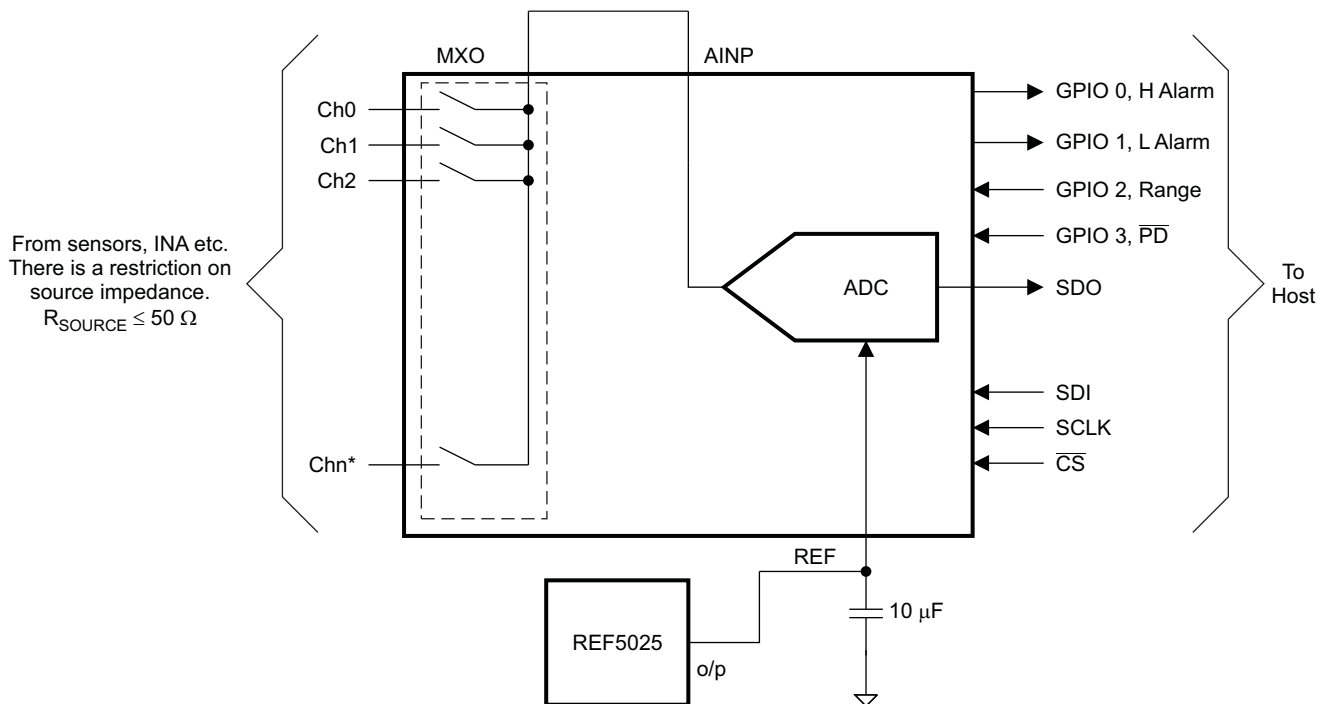 MXO
AINP
Ch0
Ch1
Ch2
Chn*
From sensors, INA etc.
There is a restriction on
source impedance.
R_SOURCE ≤ 50 Ω
ADC
GPIO 0, H Alarm
GPIO 1, L Alarm
GPIO 2, Range
GPIO 3, P̅D̅
SDO
SDI
SCLK
C̅S̅
To
Host
REF
10 μF
REF5025
o/p